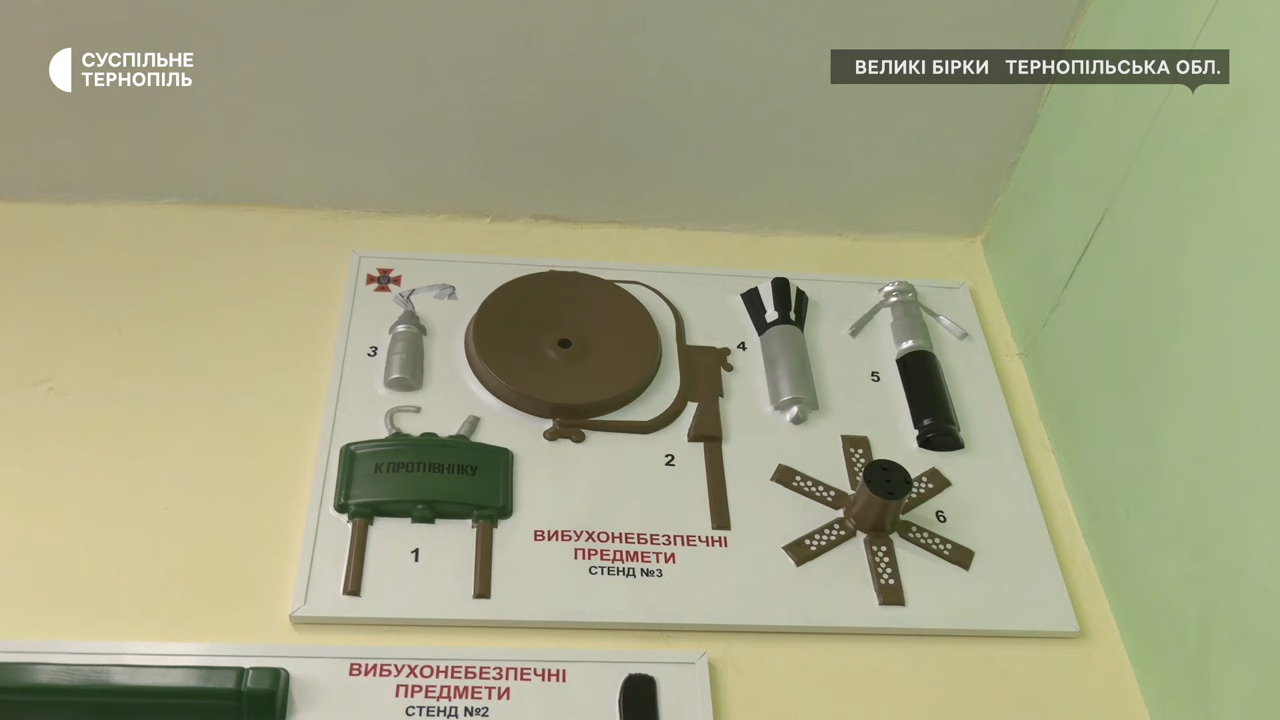 СУСПІЛЬНЕ
ТЕРНОПІЛЬ
ВЕЛИКІ БІРКИ ТЕРНОПІЛЬСЬКА ОБЛ.
3
4
5
К ПРОТІВНІКУ
2
6
1
ВИБУХОНЕБЕЗПЕЧНІ
ПРЕДМЕТИ
СТЕНД №3
ВИБУХОНЕБЕЗПЕЧНІ
ПРЕДМЕТИ
СТЕНД №2